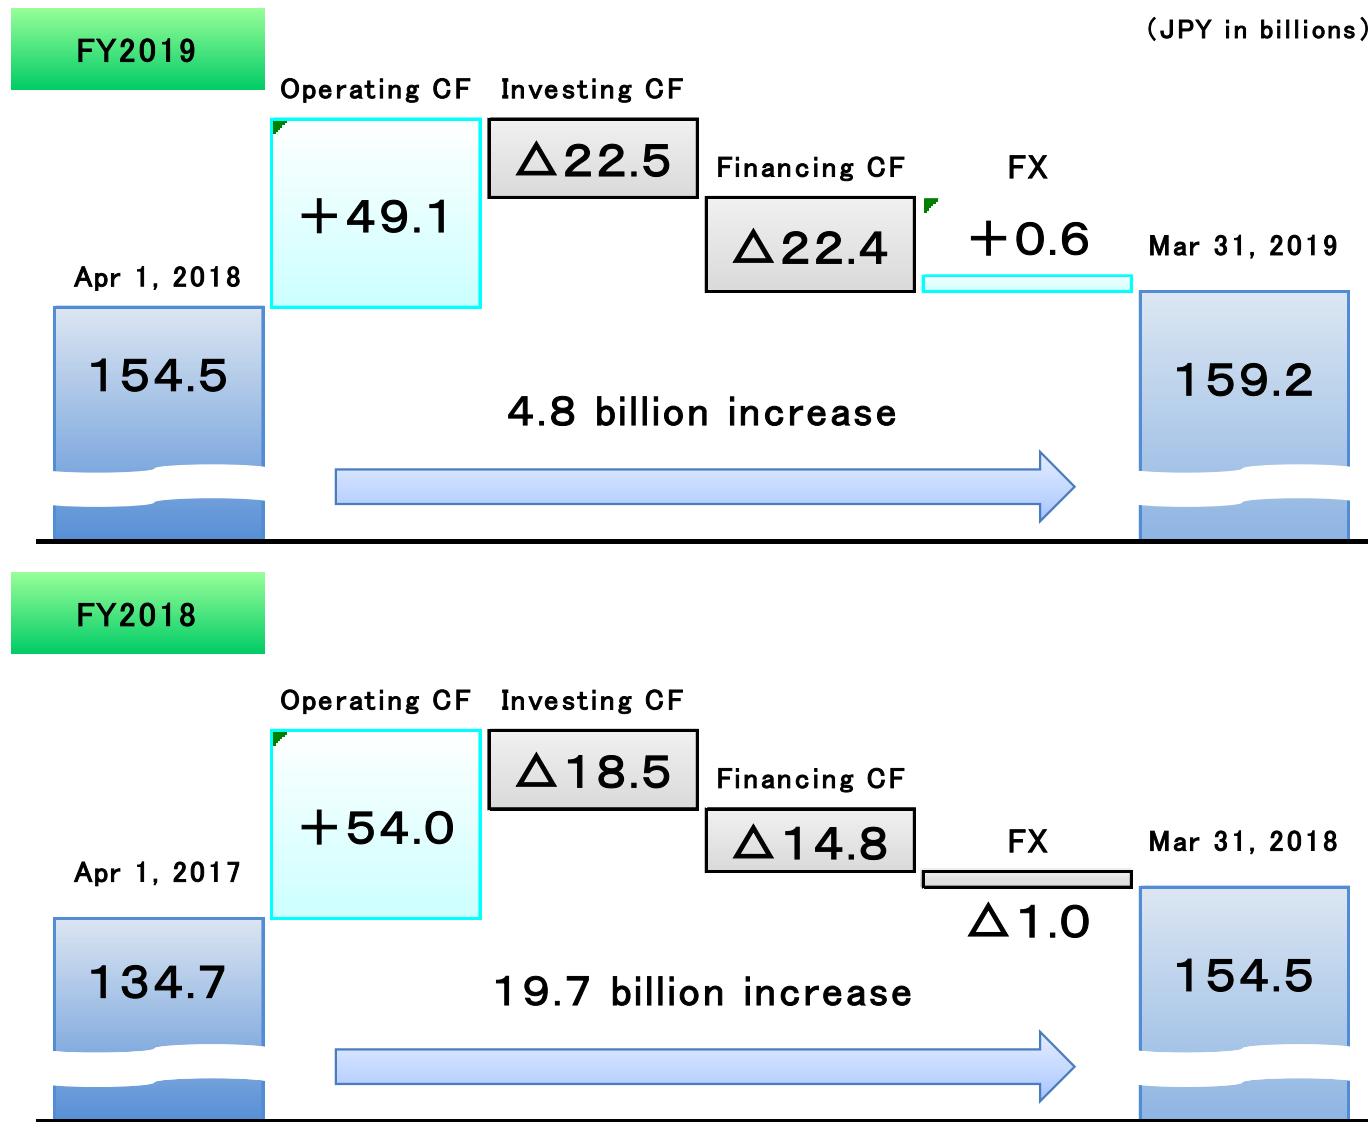 FY2019
(JPY in billions)
Operating CF
Investing CF
△22.5
Financing CF
FX
+49.1
△22.4
+0.6
Mar 31, 2019
Apr 1, 2018
154.5
159.2
4.8 billion increase
FY2018
Operating CF
Investing CF
△18.5
Financing CF
+54.0
△14.8
FX
Mar 31, 2018
Apr 1, 2017
△1.0
134.7
154.5
19.7 billion increase